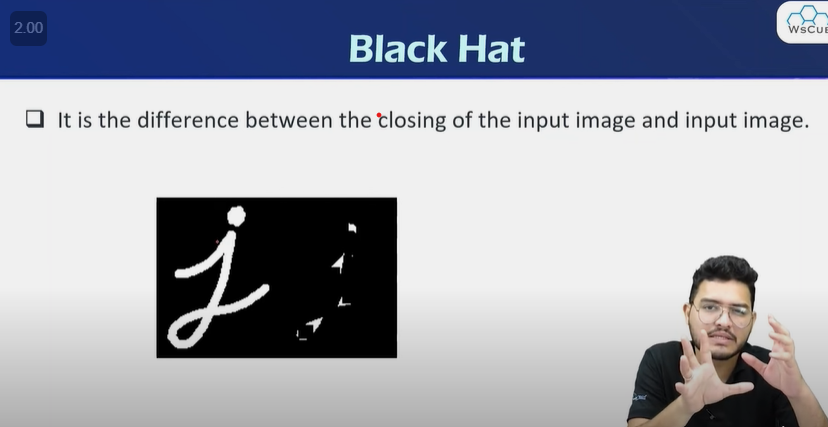 2.00
WsCube
Black Hat
❑ It is the difference between the closing of the input image and input image.